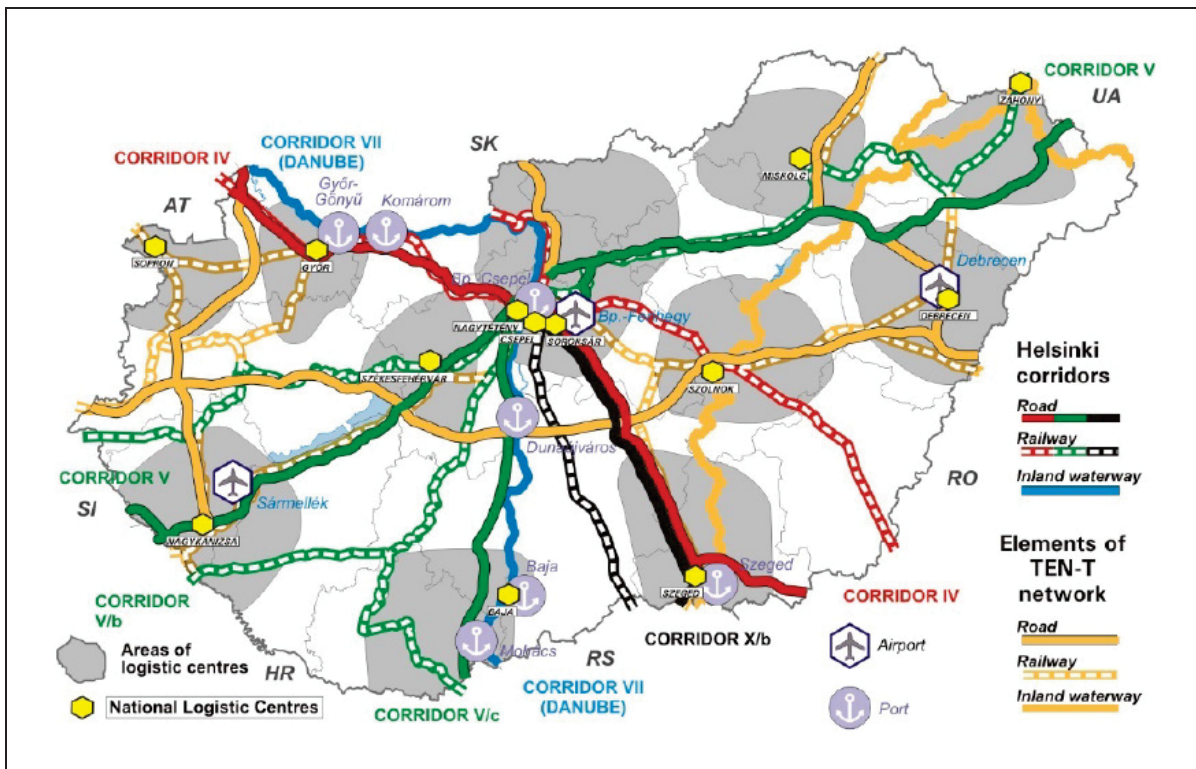 CORRIDOR V
UA
ZÁHONY
SK
CORRIDOR VII
(DANUBE)
CORRIDOR IV
Győr-
Gőnyű
Komárom
AT
MISKOLC
SOPRON
GYŐR
Debrecen
Bp.-Csepel
Bp.-Ferihegy
NAGYTÉTÉNY
CSEPEL
SOROKSÁR
DEBRECEN
SZÉKESFEHÉRVÁR
SZOLNOK
Dunaújváros
CORRIDOR V
SI
Sármellék
NAGYKANIZSA
RO
Baja
BAJA
Szeged
SZEGED
CORRIDOR
V/b
Mohács
HR
RS
CORRIDOR X/b
CORRIDOR IV
CORRIDOR V/c
CORRIDOR VII
(DANUBE)
Areas of
logistic centres
National Logistic Centres
Airport
Port
Helsinki
corridors
Road
Railway
Inland waterway
Elements of
TEN-T
network
Road
Railway
Inland waterway